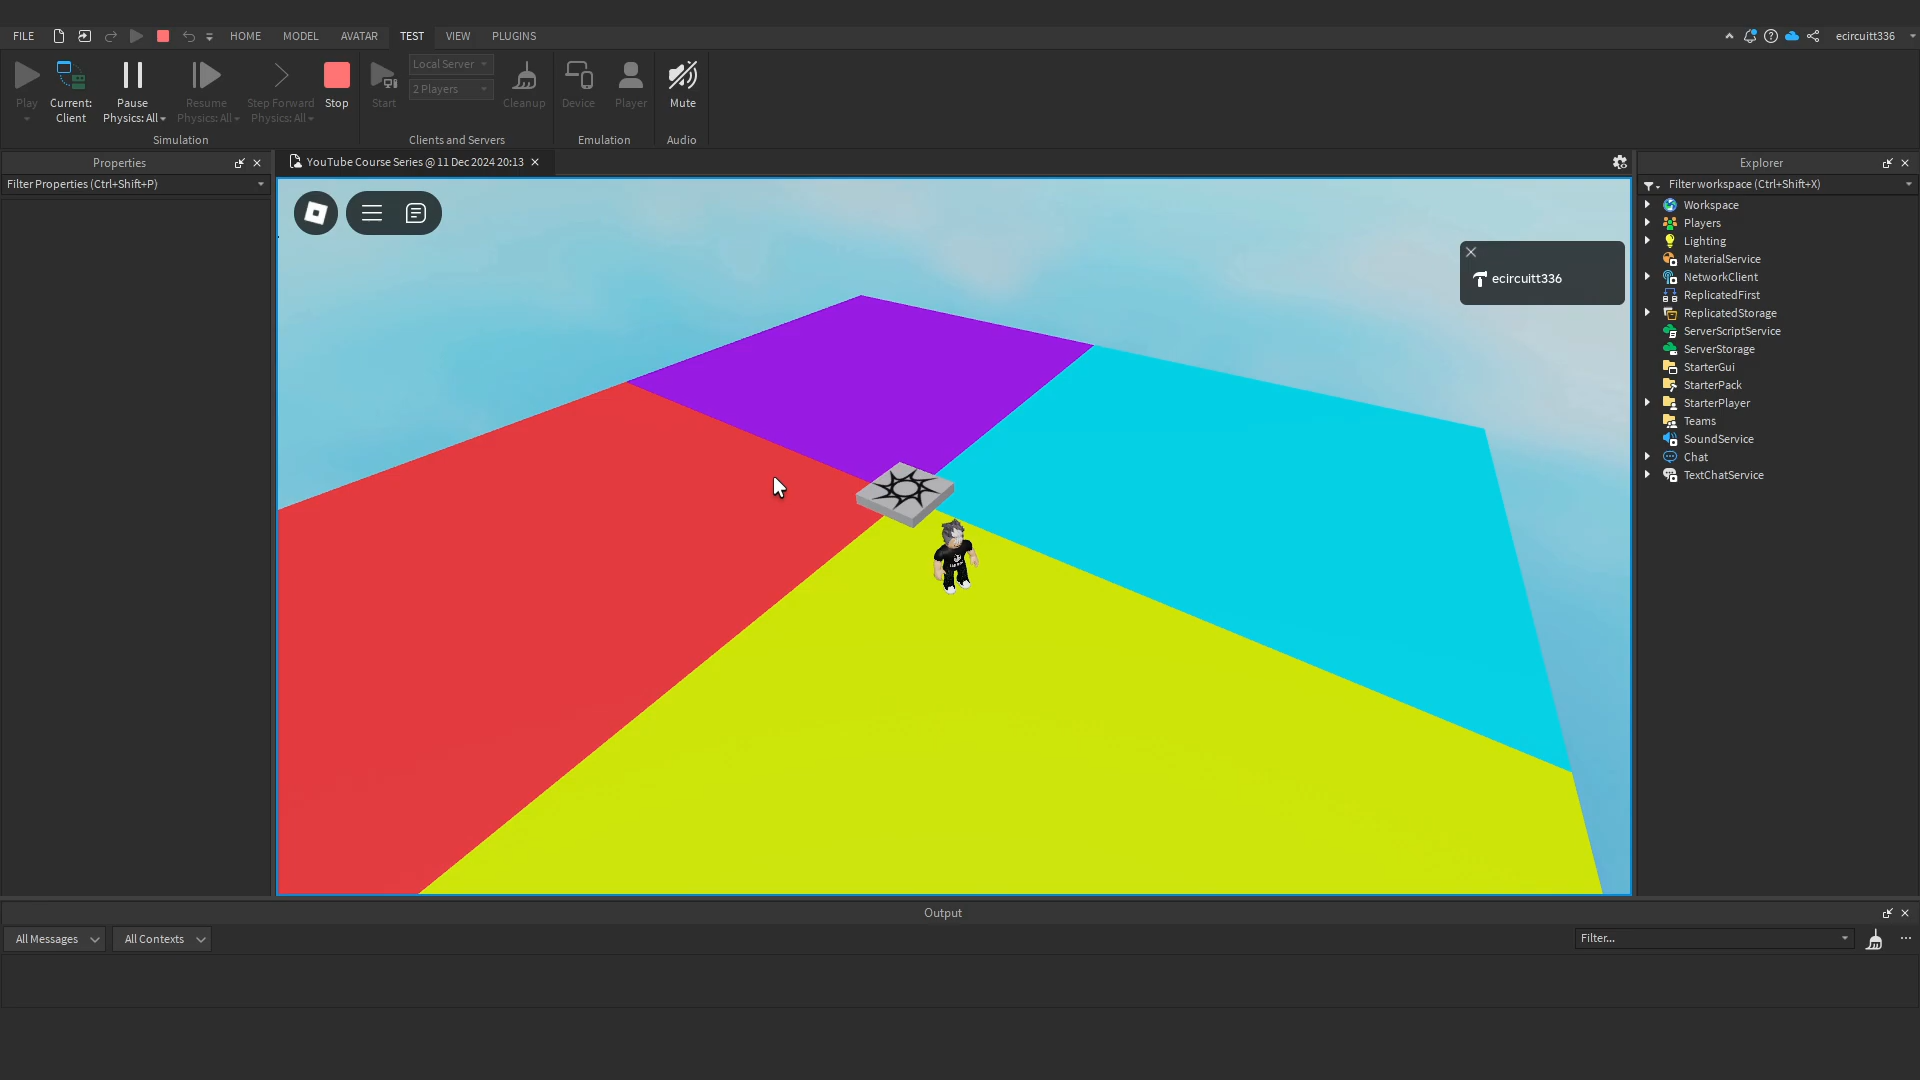 FILE HOME MODEL AVATAR TEST VIEW PLUGINS ecircuitt336
Play Current: Client Pause Physics: All Resume Physics: All Step Forward Physics: All Stop Start Local Server 2 Players Cleanup Device Player Mute
Simulation Clients and Servers Emulation Audio
Properties
Filter Properties (Ctrl+Shift+P)
YouTube Course Series @ 11 Dec 2024 20:13
ecircuitt336
Explorer
Filter workspace (Ctrl+Shift+X)
Workspace
Players
Lighting
MaterialService
NetworkClient
ReplicatedFirst
ReplicatedStorage
ServerScriptService
ServerStorage
StarterGui
StarterPack
StarterPlayer
Teams
SoundService
Chat
TextChatService
Output
All Messages All Contexts Filter...